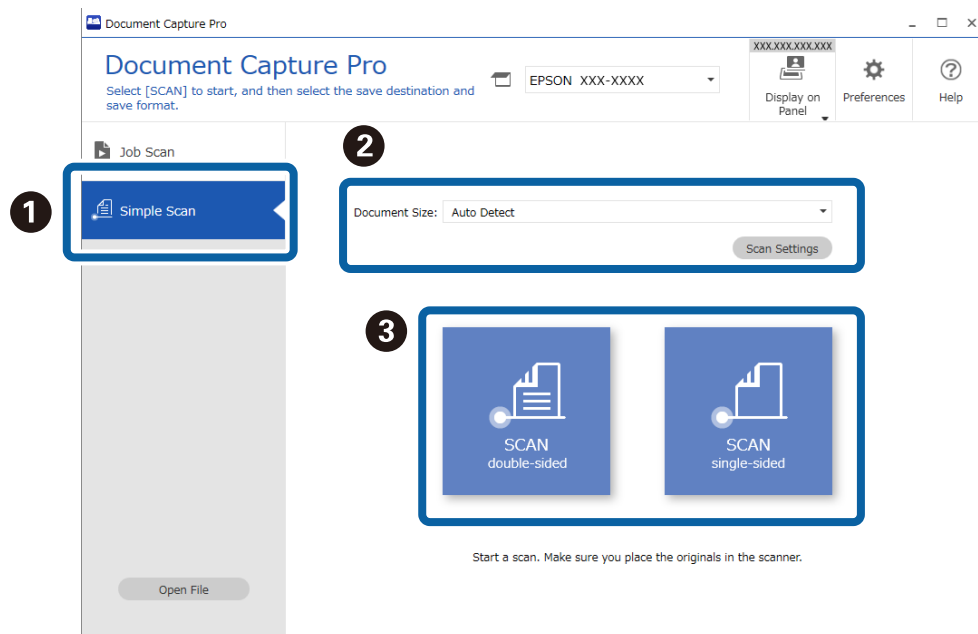 Document Capture Pro
Document Capture Pro
Select [SCAN] to start, and then select the save destination and
save format.
EPSON XXX-XXXX
XXX.XXX.XXX.XXX
Display on
Panel
Preferences
Help
Job Scan
1
Simple Scan
2
Document Size: Auto Detect
Scan Settings
3
SCAN
double-sided
SCAN
single-sided
Start a scan. Make sure you place the originals in the scanner.
Open File